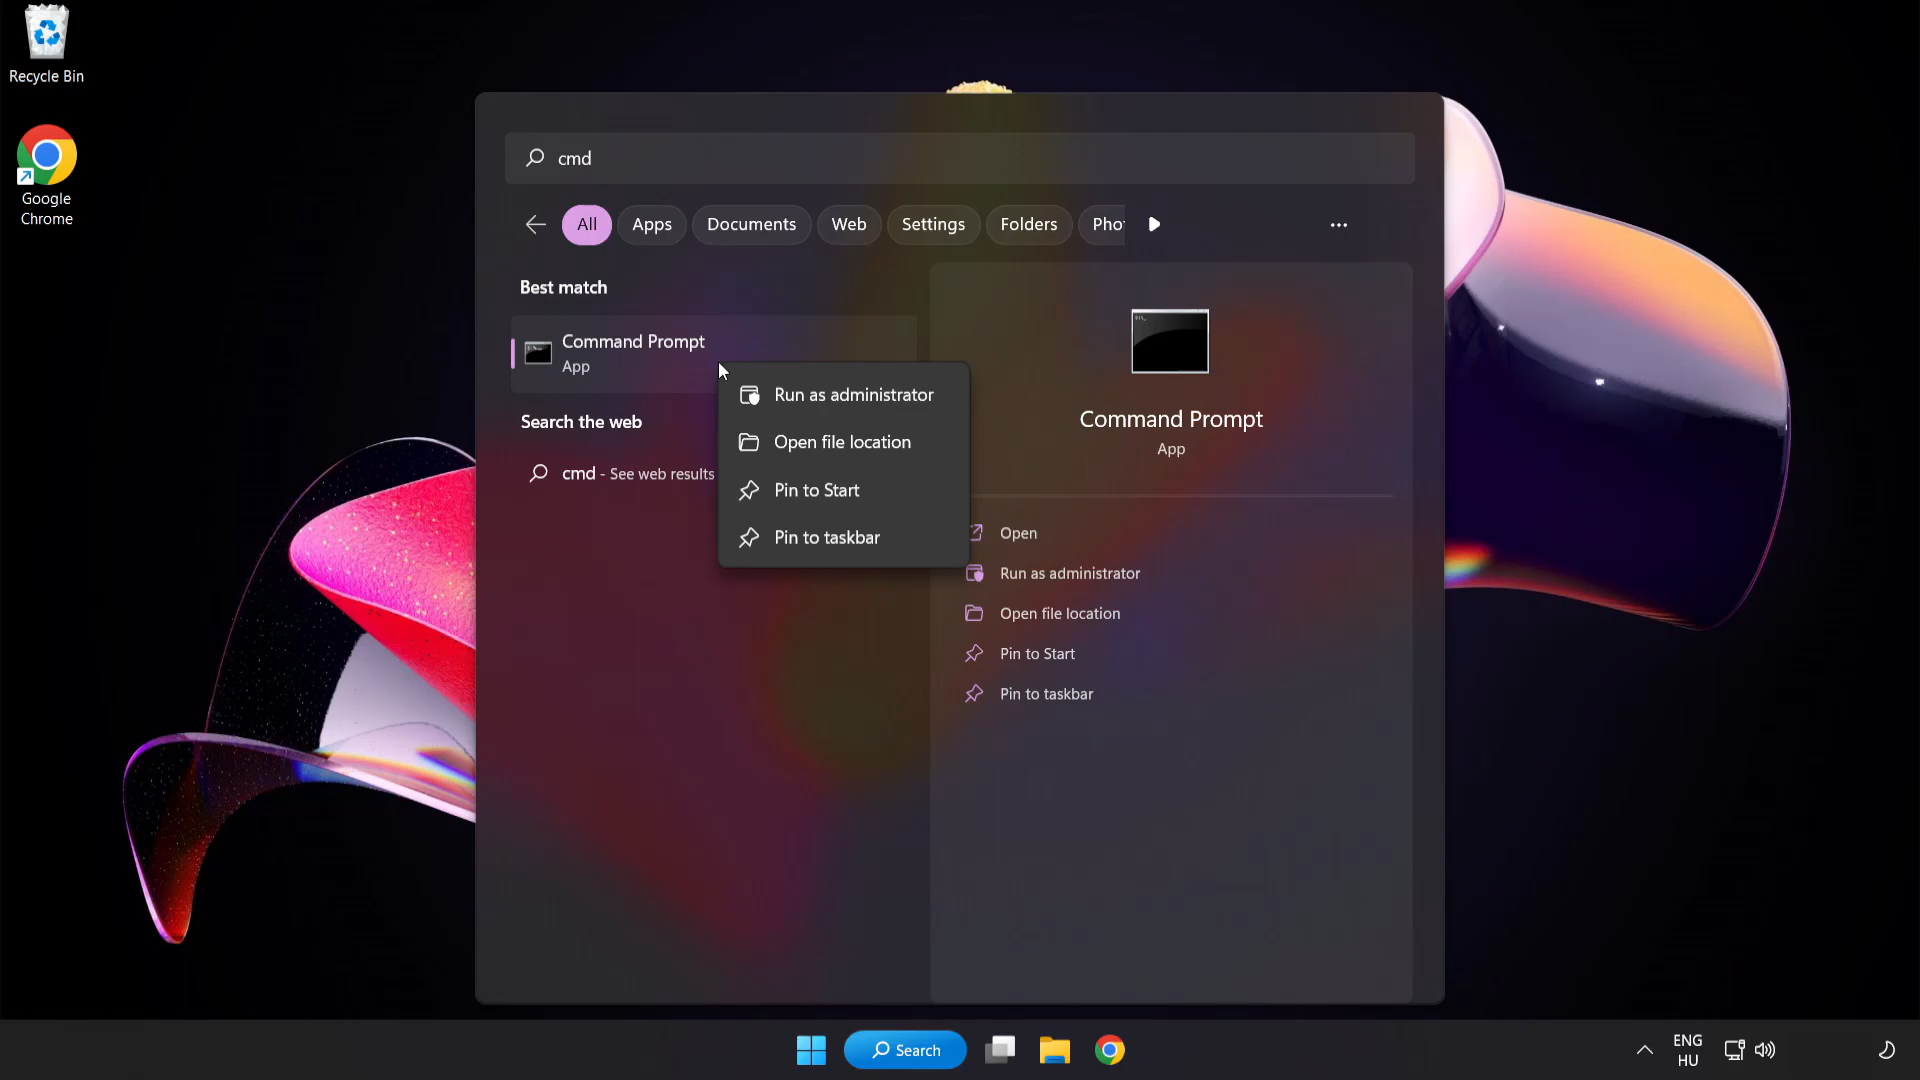 Recycle Bin
Google
Chrome
cmd
All
Apps
Documents
Web
Settings
Folders
Best match
Command Prompt
App
Search the web
cmd - See web results
Run as administrator
Open file location
Pin to Start
Pin to taskbar
Command Prompt
App
Open
Run as administrator
Open file location
Pin to Start
Pin to taskbar
Search
ENG
HU